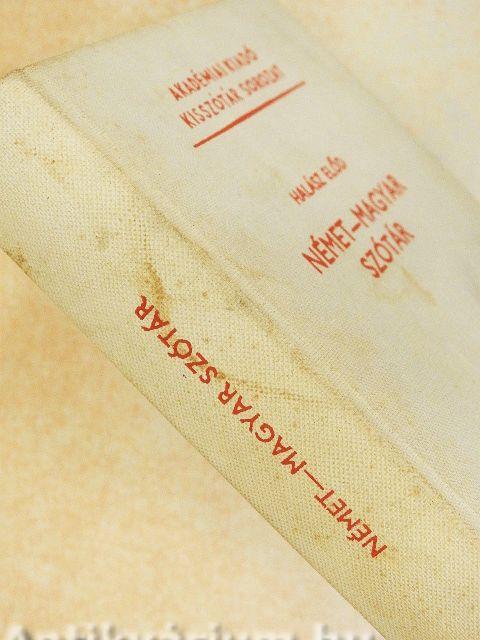 AKADÉMIAI KIADÓ
KISSZÓTÁR SOROZAT
HALÁSZ ELŐD
NÉMET—MAGYAR
SZÓTÁR
NÉMET—MAGYAR SZÓTÁR